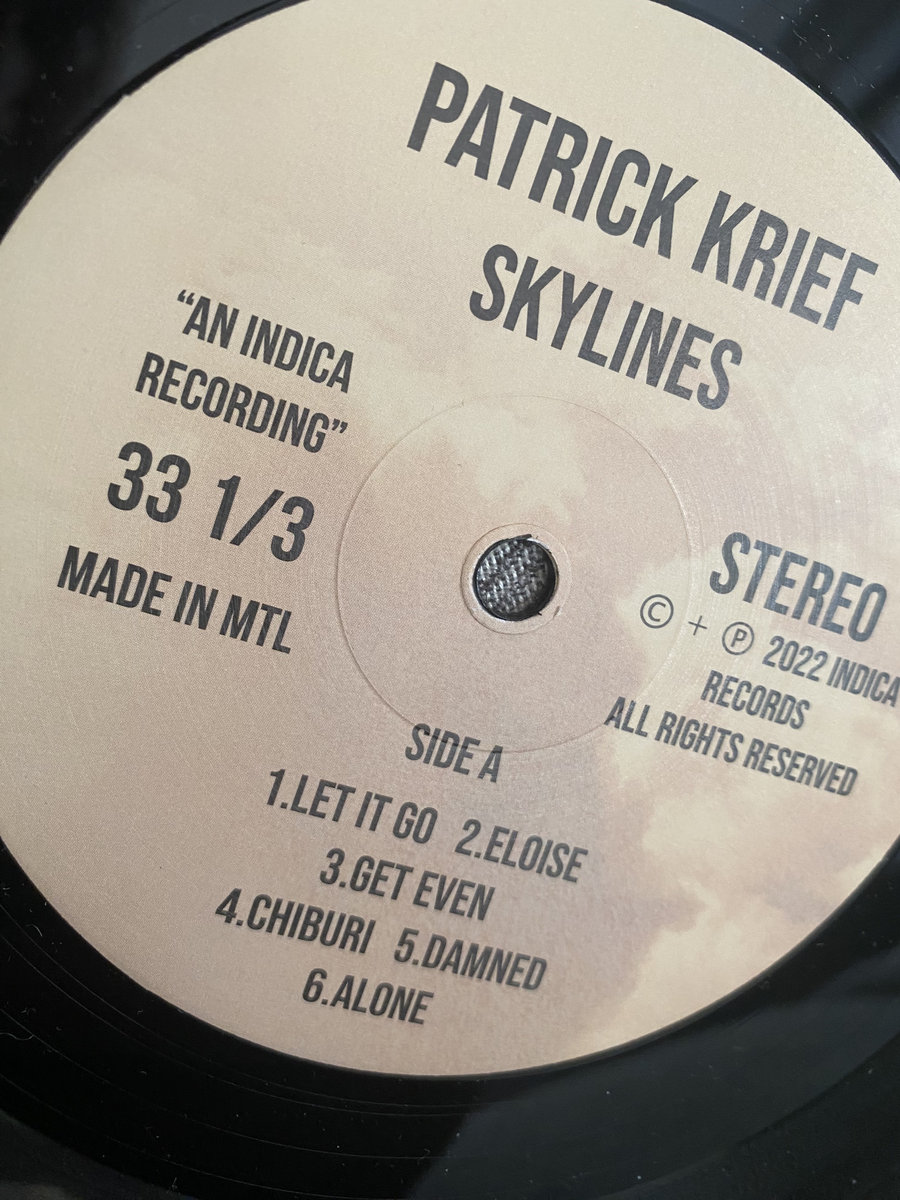 PATRICK KRIEF
SKYLINES
“AN INDICA
RECORDING”
33 1/3
MADE IN MTL
STEREO
© + ℗ 2022 INDICA
RECORDS
ALL RIGHTS RESERVED
SIDE A
1.LET IT GO 2.ELOISE
3.GET EVEN
4.CHIBURI 5.DAMNED
6.ALONE